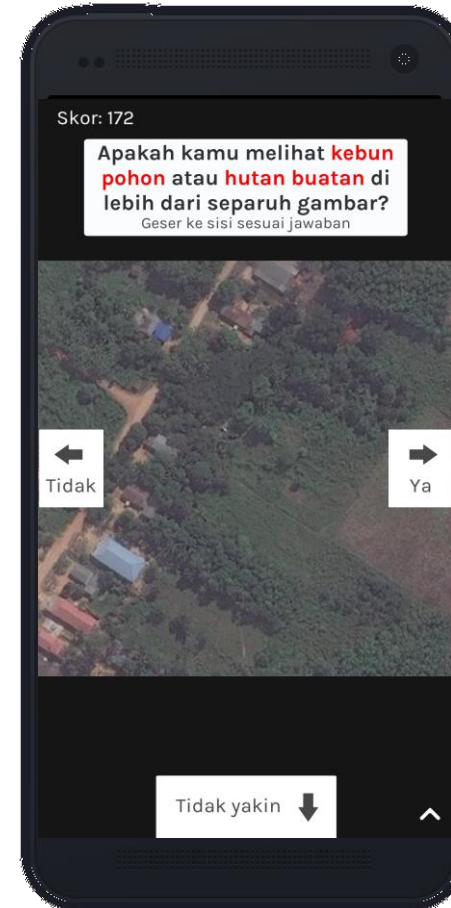 Skor: 172
Apakah kamu melihat kebun
pohon atau hutan buatan di
lebih dari separuh gambar?
Geser ke sisi sesuai jawaban
Tidak
Ya
Tidak yakin